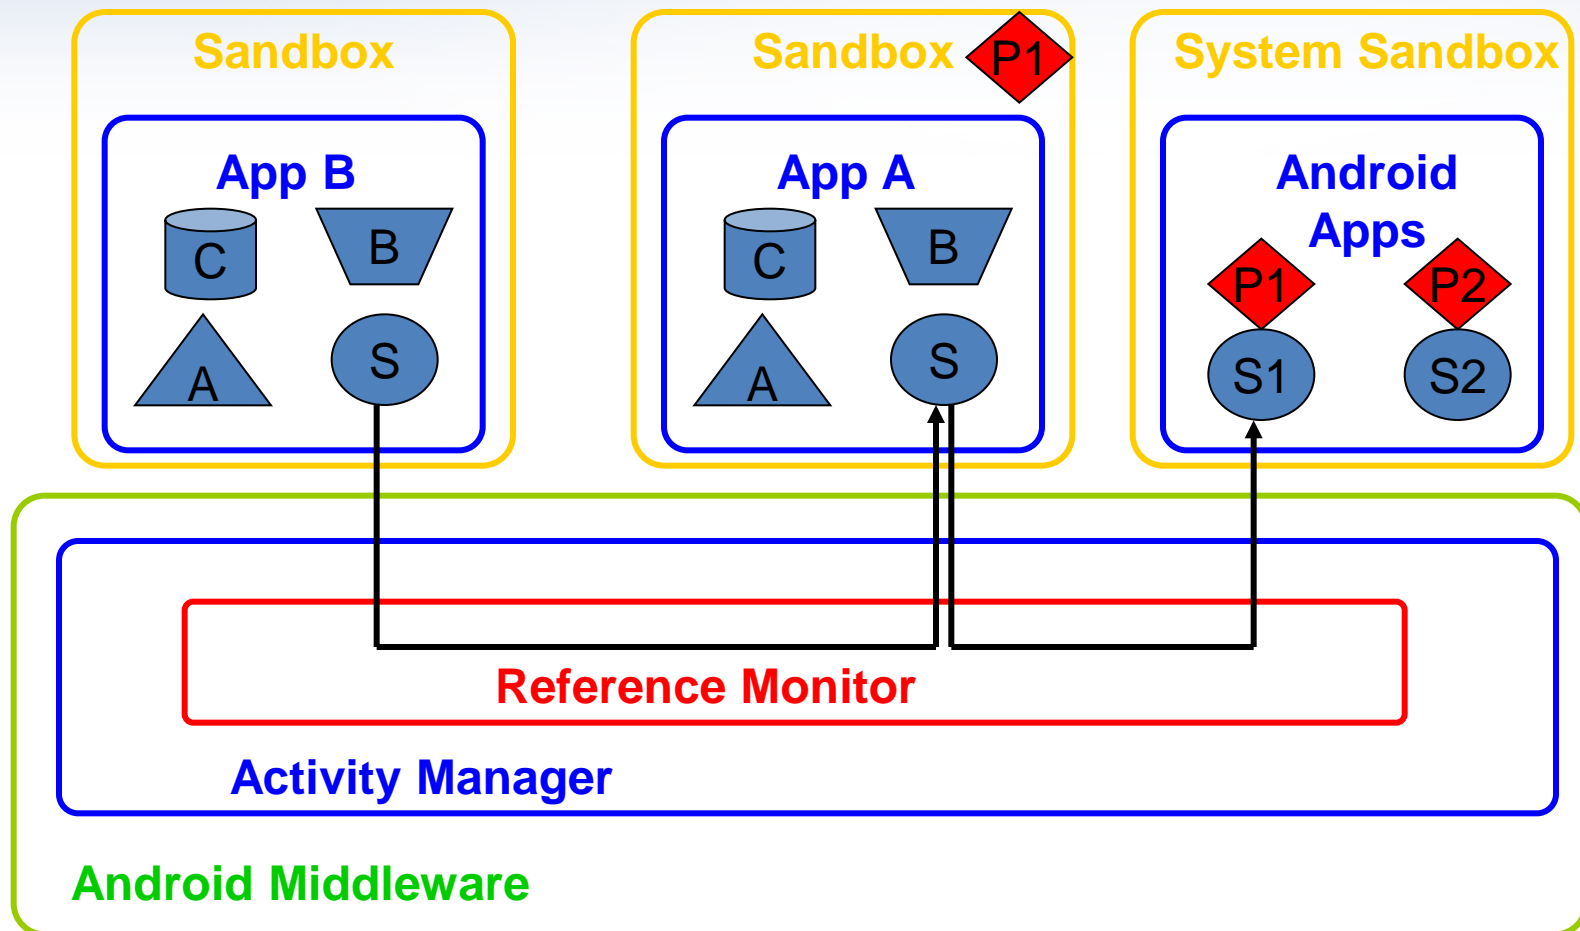 Sandbox
App B
C
B
A
S
Sandbox
P1
App A
C
B
A
S
System Sandbox
Android
Apps
P1
P2
S1
S2
Reference Monitor
Activity Manager
Android Middleware